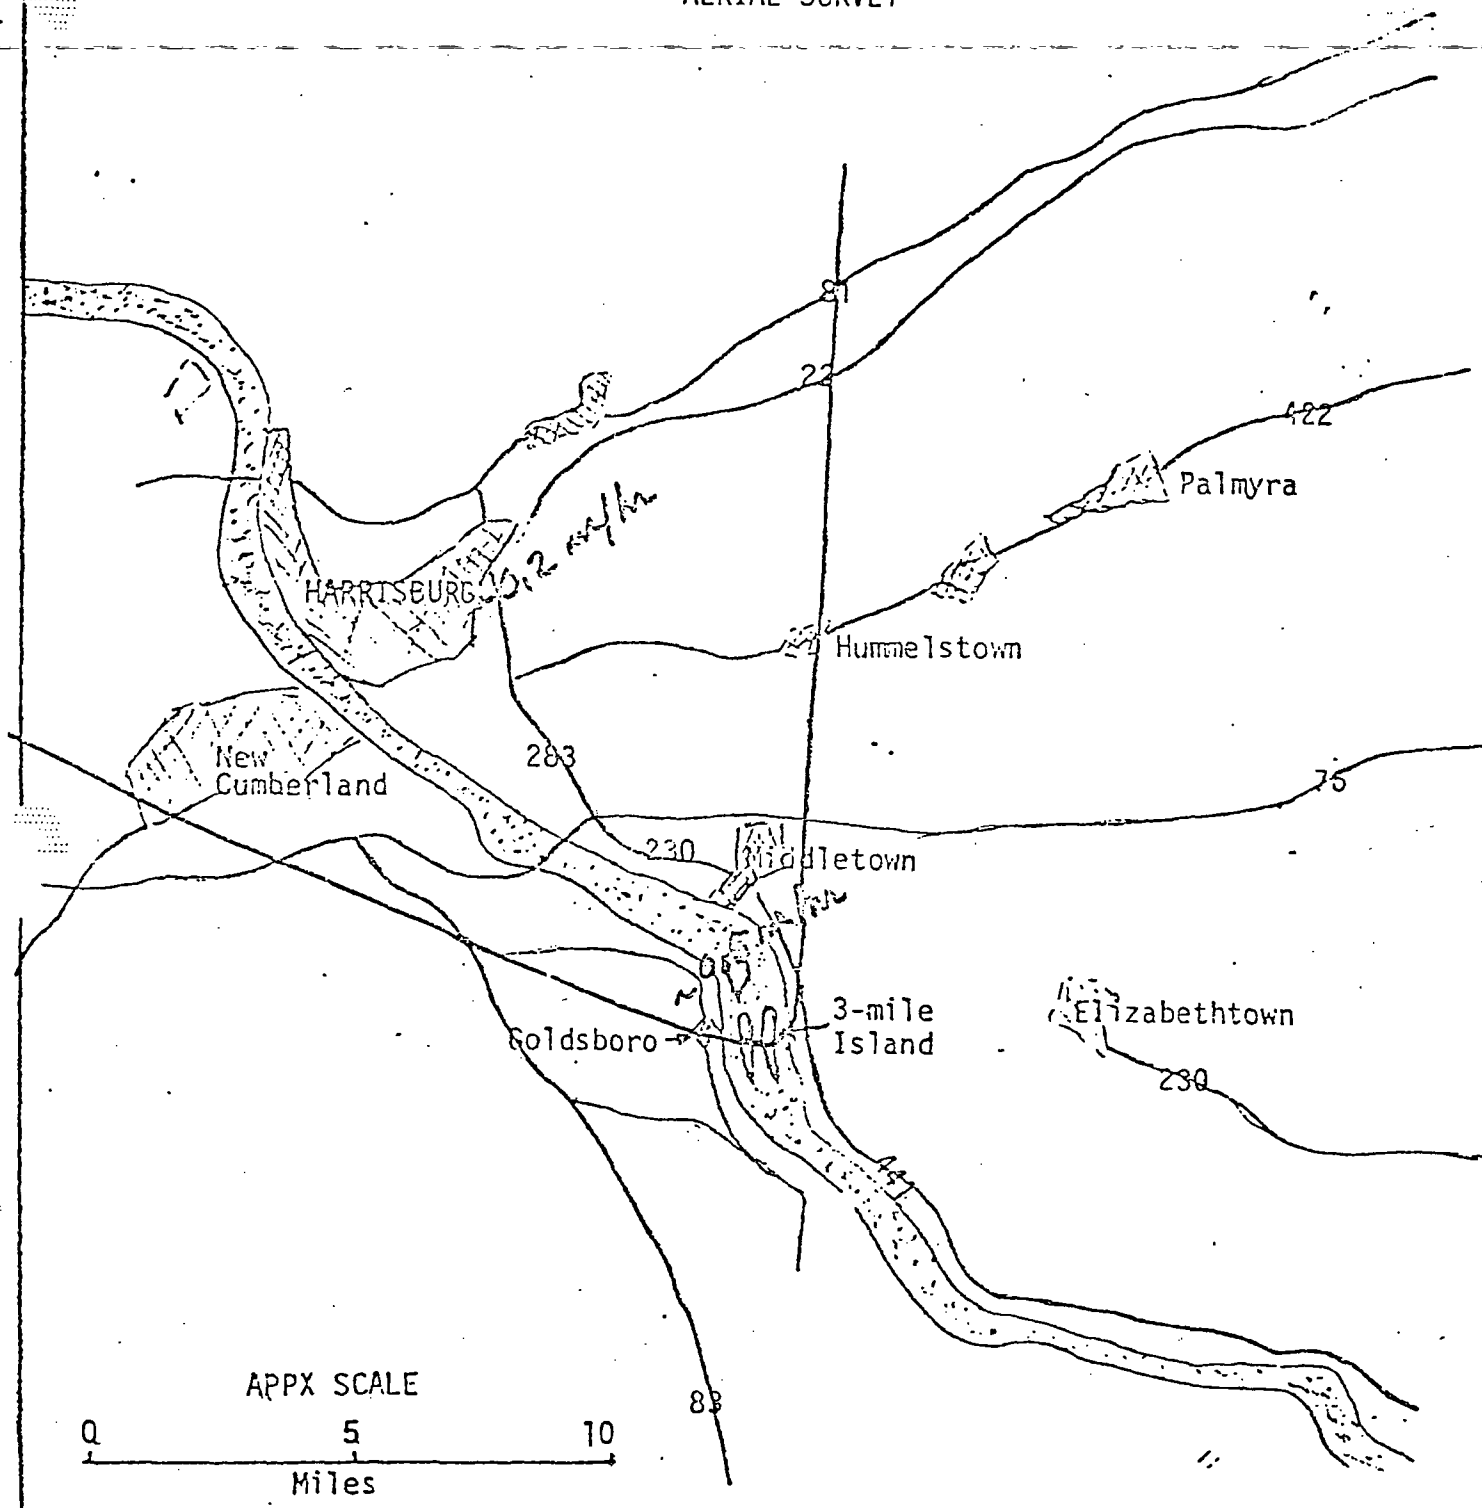 AERIAL SURVEY
81
22
422
Palmyra
HARRISBURG
0.2 mr/hr
Hummelstown
New
Cumberland
283
76
230
Middletown
3-mile
Island
Goldsboro
Elizabethtown
230
APPX SCALE
83
0 5 10
Miles